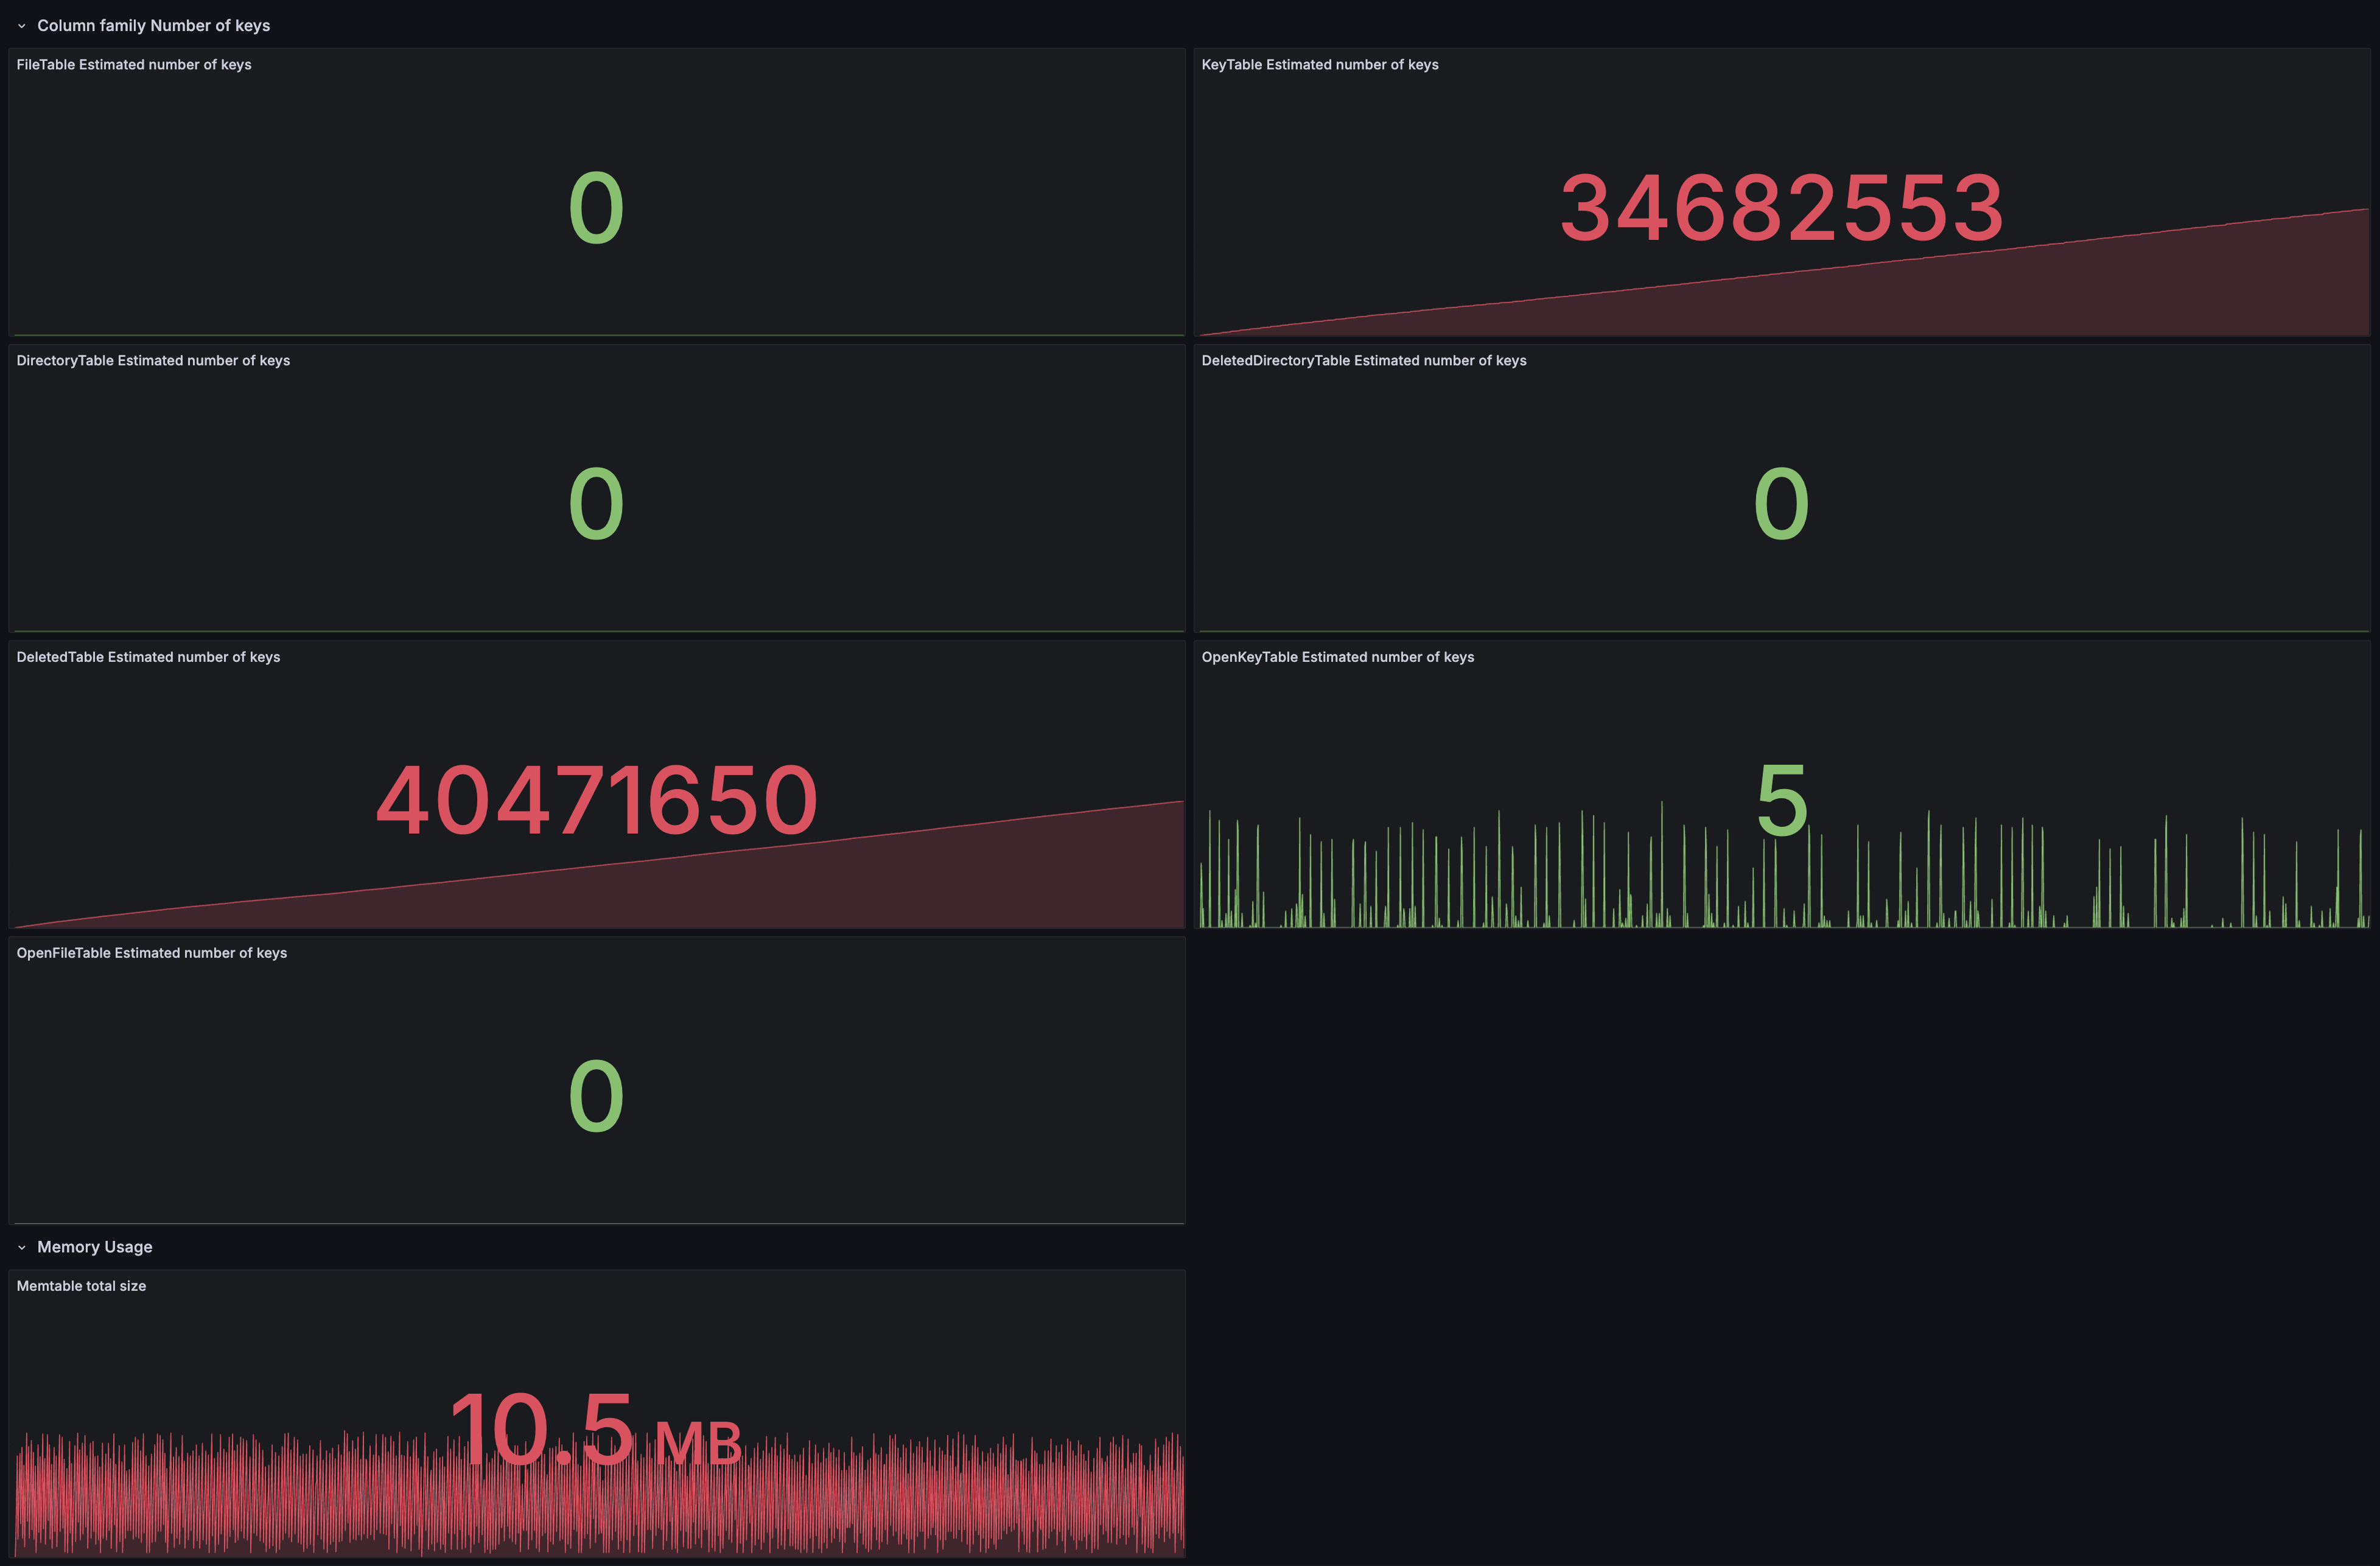 Column family Number of keys
FileTable Estimated number of keys
0
KeyTable Estimated number of keys
34682553
DirectoryTable Estimated number of keys
0
DeletedDirectoryTable Estimated number of keys
0
DeletedTable Estimated number of keys
40471650
OpenKeyTable Estimated number of keys
5
OpenFileTable Estimated number of keys
0
Memory Usage
Memtable total size
10.5 MB